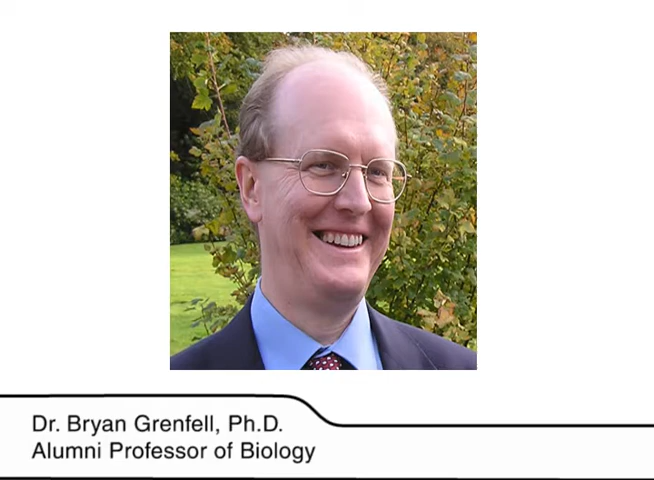 Dr. Bryan Grenfell, Ph.D.
Alumni Professor of Biology